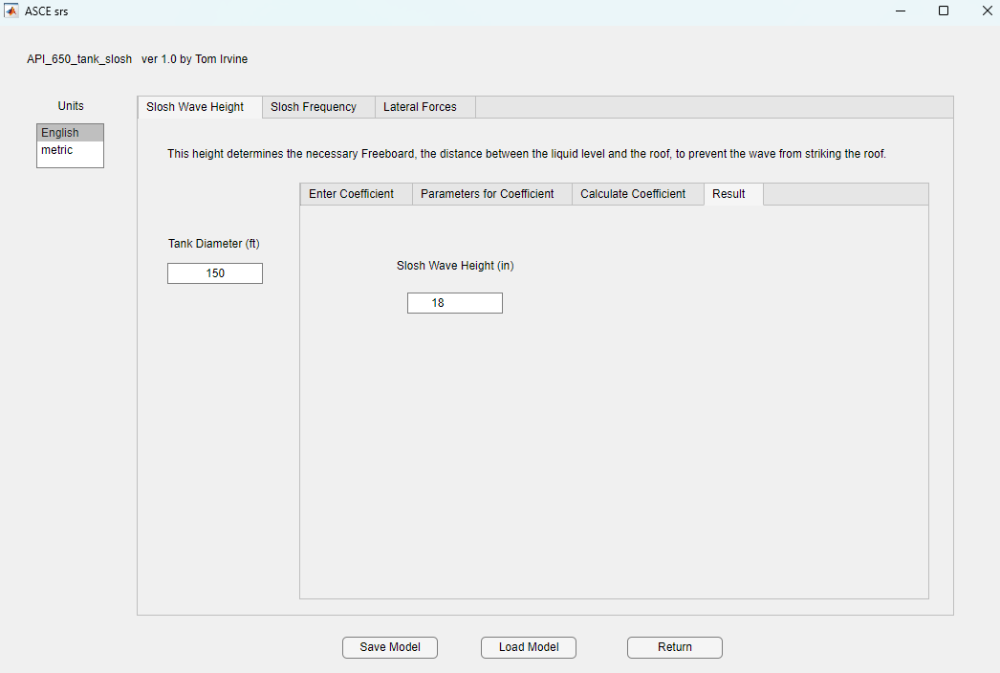 ASCE srs
API_650_tank_slosh ver 1.0 by Tom Irvine
Units
English
metric
Slosh Wave Height Slosh Frequency Lateral Forces
This height determines the necessary Freeboard, the distance between the liquid level and the roof, to prevent the wave from striking the roof.
Enter Coefficient Parameters for Coefficient Calculate Coefficient Result
Tank Diameter (ft)
150
Slosh Wave Height (in)
18
Save Model Load Model Return